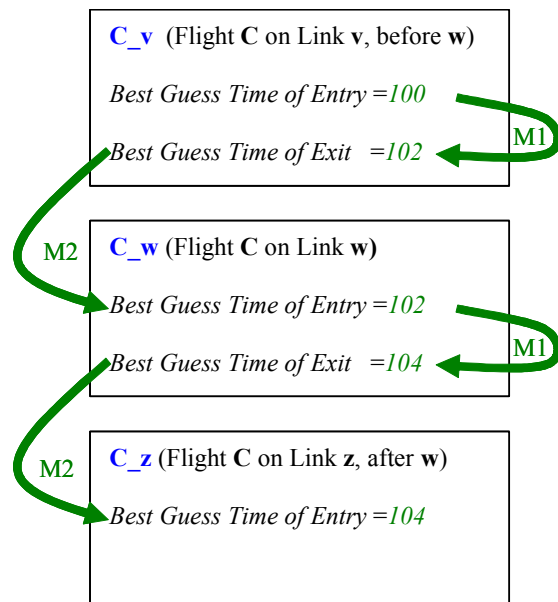 C_v (Flight C on Link v, before w)
Best Guess Time of Entry =100
M1
Best Guess Time of Exit =102
M2
C_w (Flight C on Link w)
Best Guess Time of Entry =102
M1
Best Guess Time of Exit =104
C_z (Flight C on Link z, after w)
M2
Best Guess Time of Entry =104